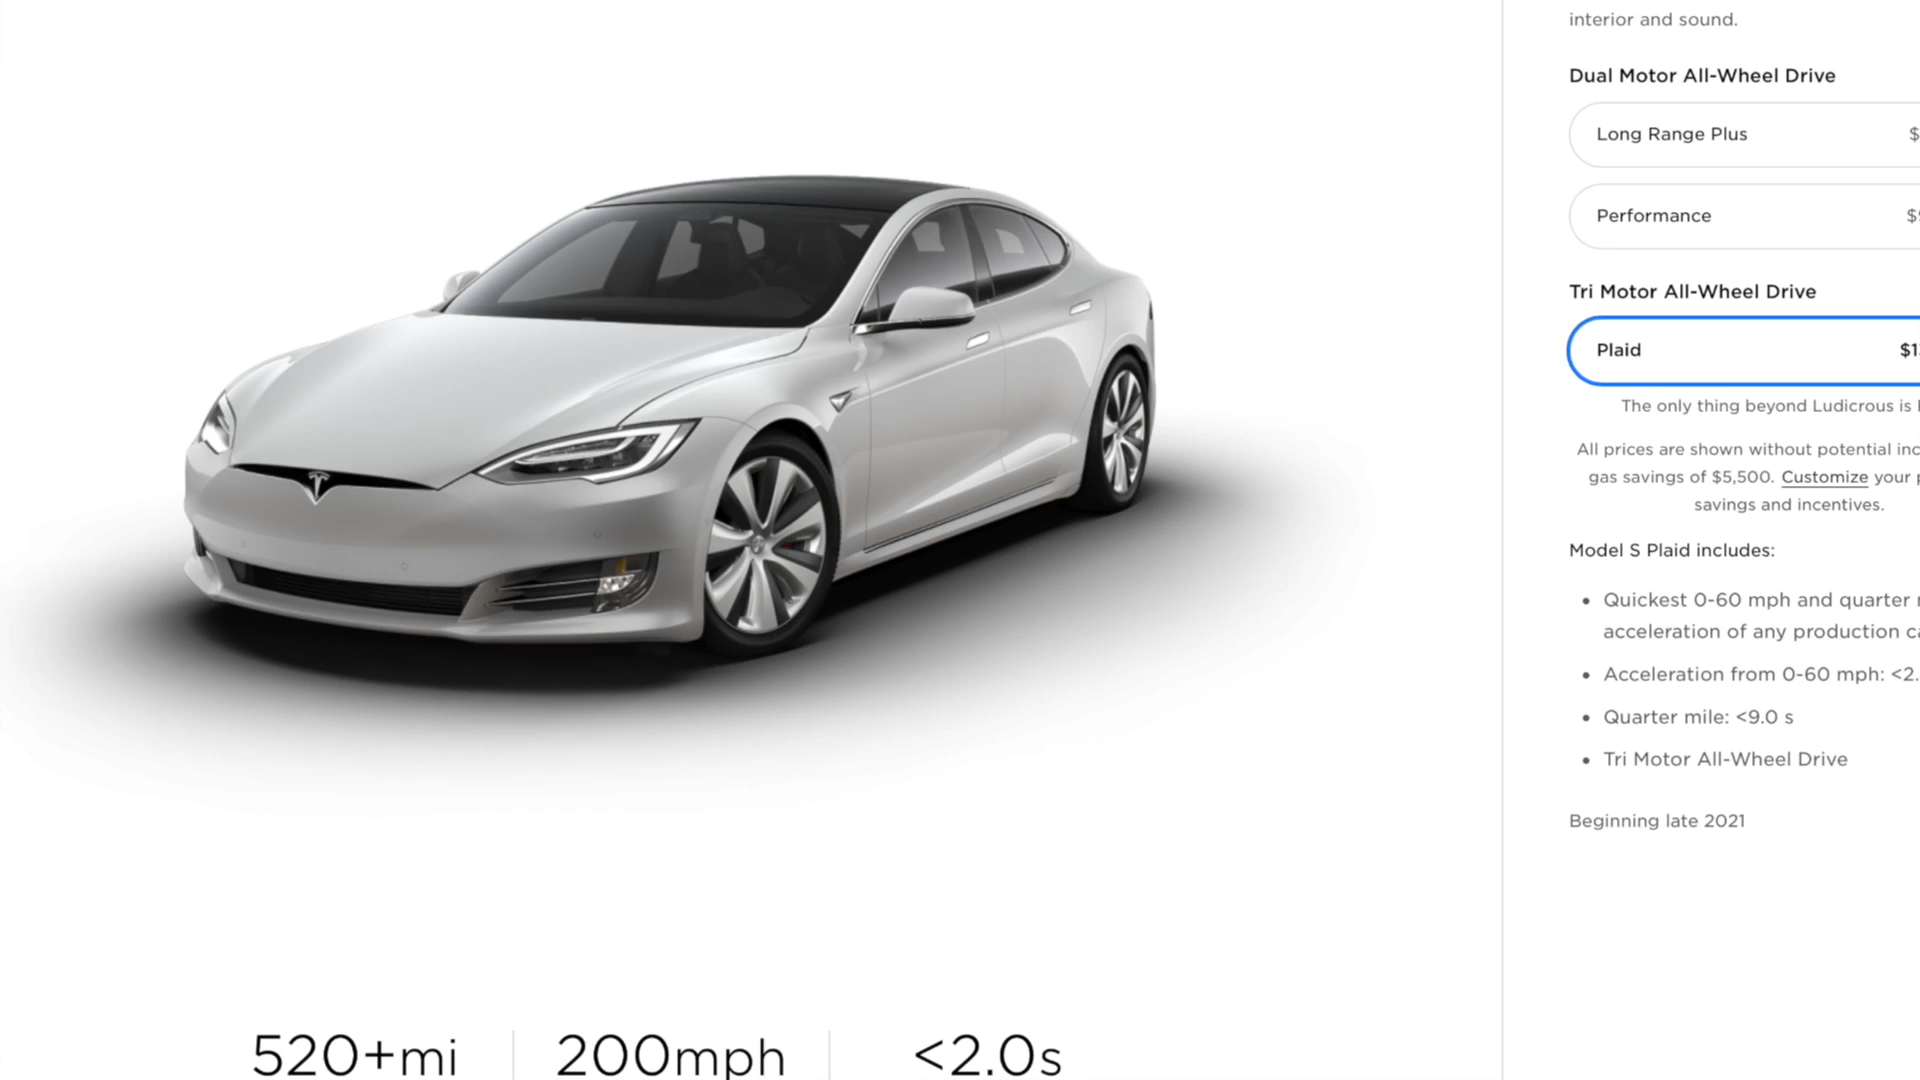 interior and sound.
Dual Motor All-Wheel Drive
Long Range Plus $
Performance $
Tri Motor All-Wheel Drive
Plaid $1
The only thing beyond Ludicrous is
All prices are shown without potential
gas savings of $5,500. Customize your
savings and incentives.
Model S Plaid includes:
• Quickest 0-60 mph and quarter
acceleration of any production
• Acceleration from 0-60 mph: <2.
• Quarter mile: <9.0 s
• Tri Motor All-Wheel Drive
Beginning late 2021
520+mi
200mph
<2.0s